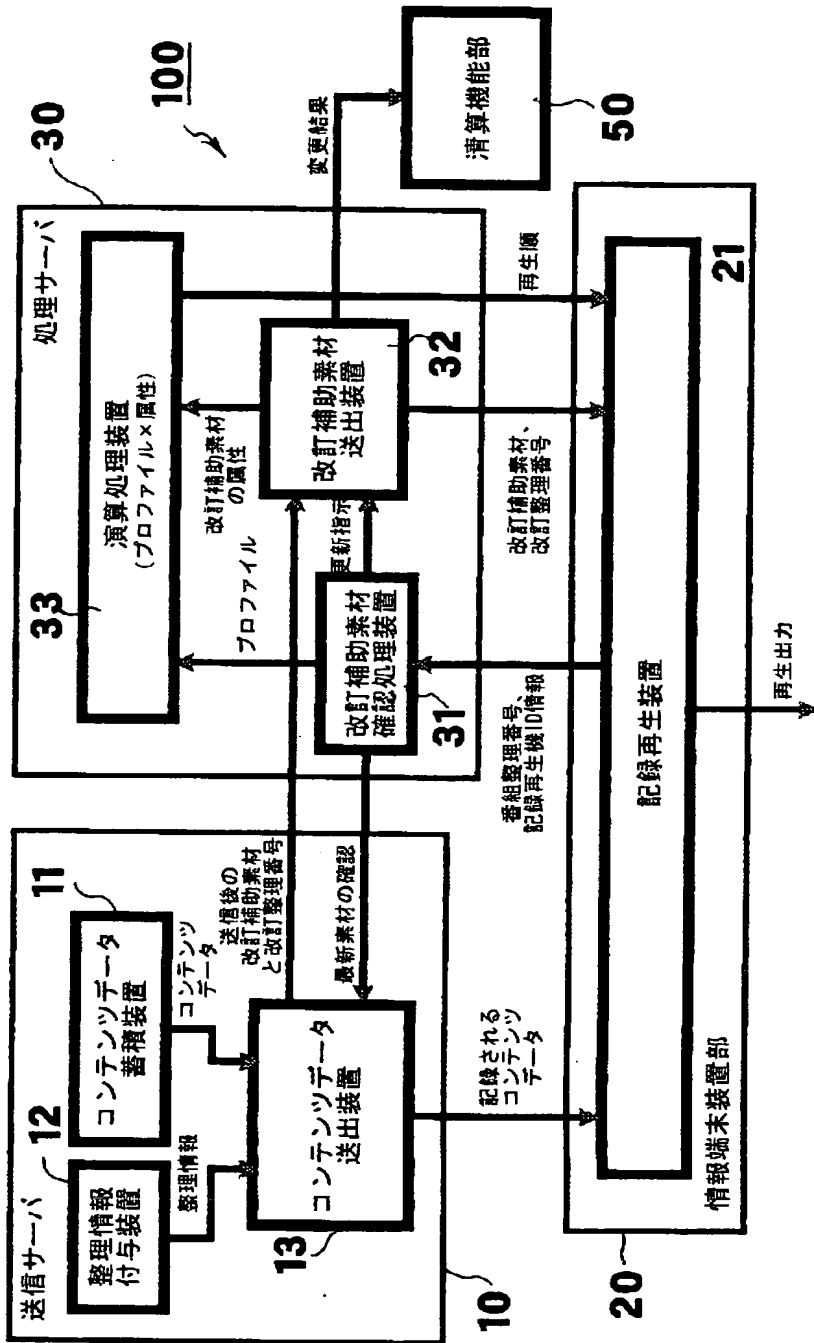 100
送信サーバ
12
整理情報
付与装置
11
コンテンツデータ
蓄積装置
整理情報
コンテンツ
データ
コンテンツデータ
送出装置
13
10
送信後の
改訂補助素材
と改訂整理番号
最新素材の確認
記録される
コンテンツ
データ
30
処理サーバ
33
演算処理装置
(プロファイル×属性)
プロファイル
改訂補助素材
の属性
改訂補助素材
確認処理装置
31
更新指示
改訂補助素材
送出装置
32
変更結果
清算機能部
50
番組整理番号、
記録再生機ID情報
改訂補助素材、
改訂整理番号
再生順
記録再生装置
21
情報端末装置部
20
再生出力